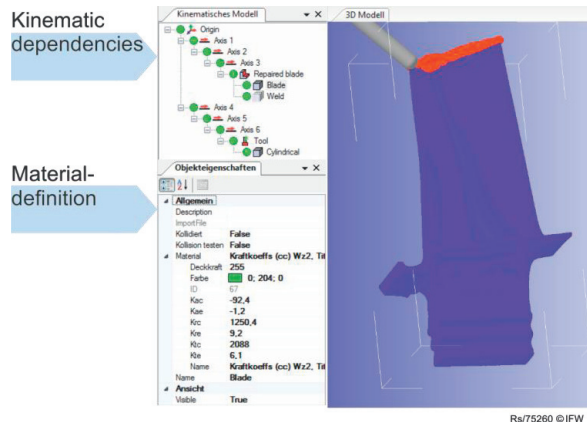 Kinematic
dependencies
Kinematisches Modell
Origin
Axis 1
Axis 2
Axis 3
Repaired blade
Blade
Weld
Axis 4
Axis 5
Axis 6
Tool
Cylindrical
3D Modell
Material-
definition
Objekteigenschaften
Allgemein
Description
ImportFile
Kollidiert False
Kollision testen False
Material Kraftkoeffs (cc) Wz2, Tit
Deckkraft 255
Farbe 0; 204; 0
ID 67
Kac -92,4
Kae -1,2
Krc 1250,4
Kre 9,2
Ktc 2088
Kte 6,1
Name Kraftkoeffs (cc) Wz2, Tit
Name Blade
Ansicht
Visible True
Rs/75260 ©IFW